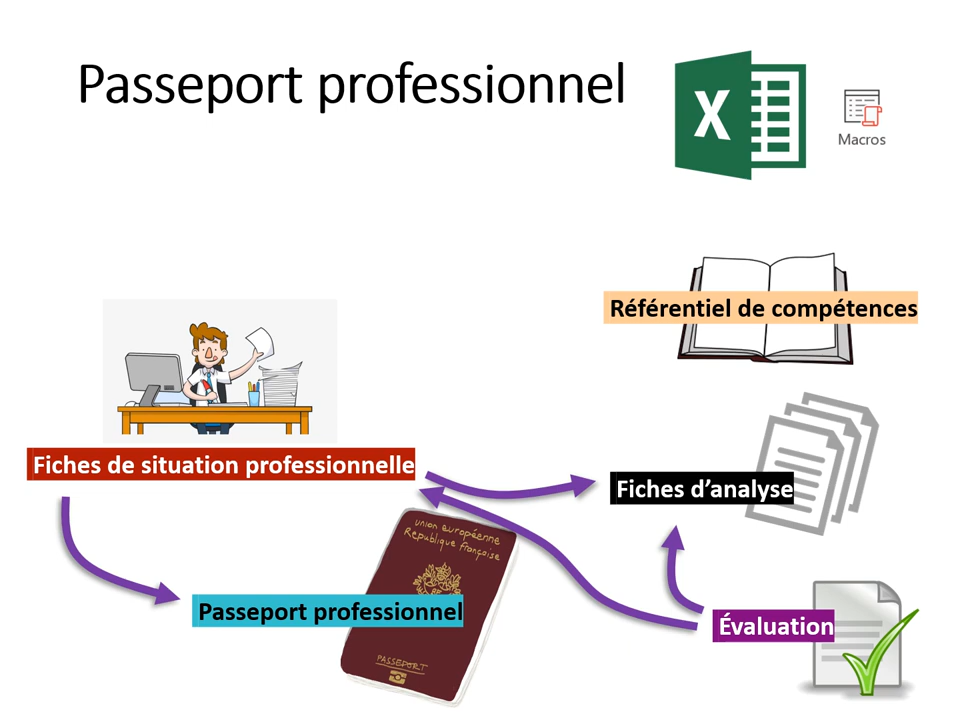 Passeport professionnel
X
Macros
Référentiel de compétences
Fiches de situation professionnelle
Fiches d’analyse
union européenne
République française
Passeport professionnel
Évaluation
PASSEPORT